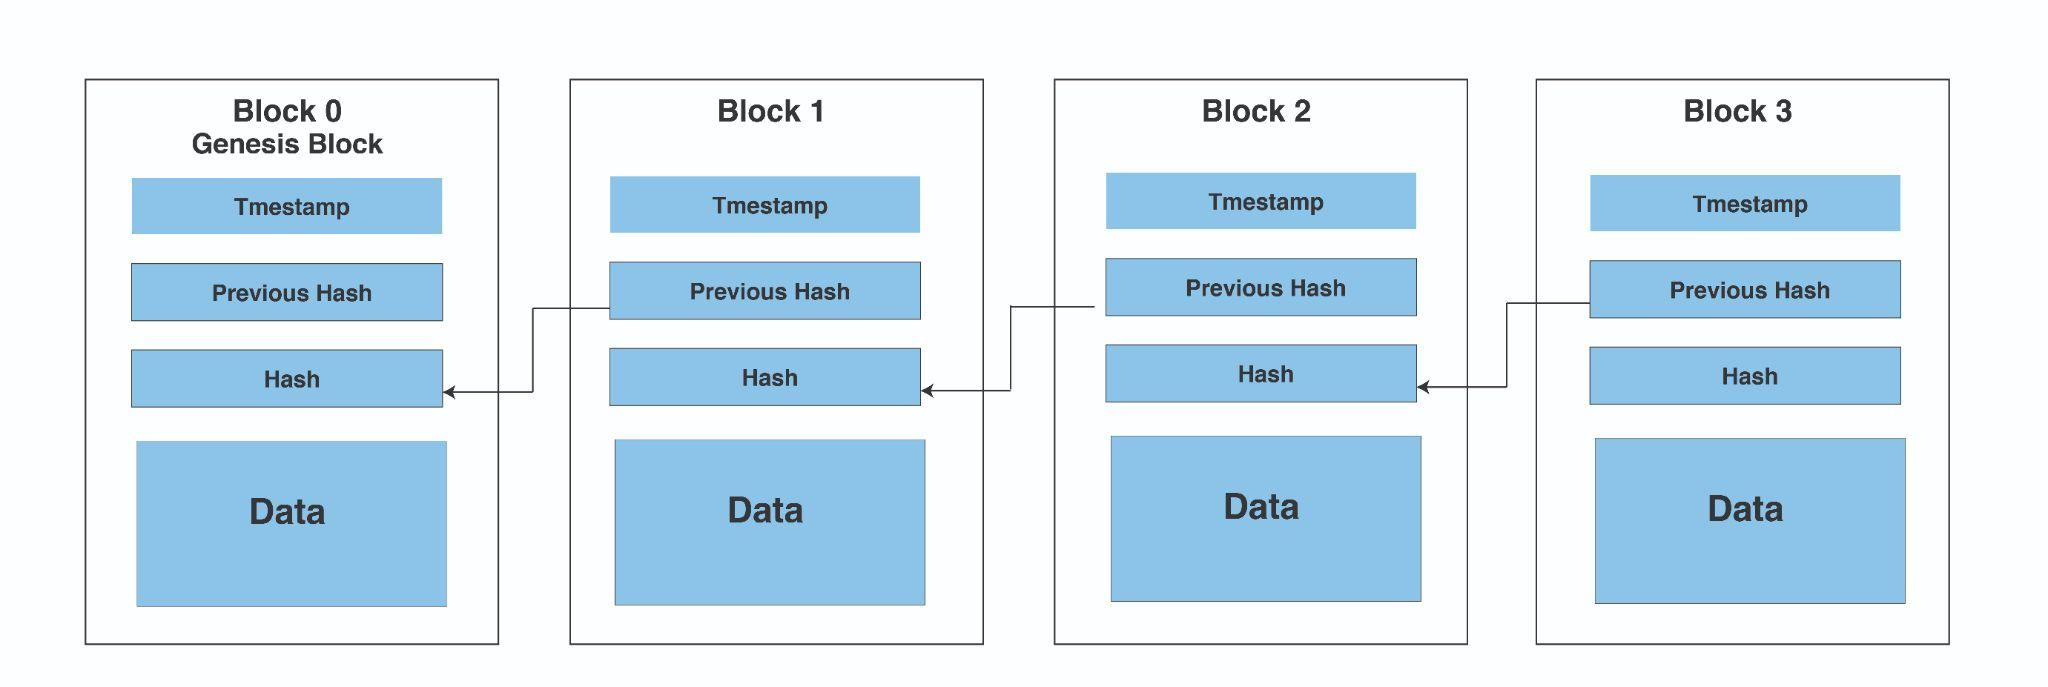 Block 0
Genesis Block
Tmestamp
Previous Hash
Hash
Data
Block 1
Tmestamp
Previous Hash
Hash
Data
Block 2
Tmestamp
Previous Hash
Hash
Data
Block 3
Tmestamp
Previous Hash
Hash
Data